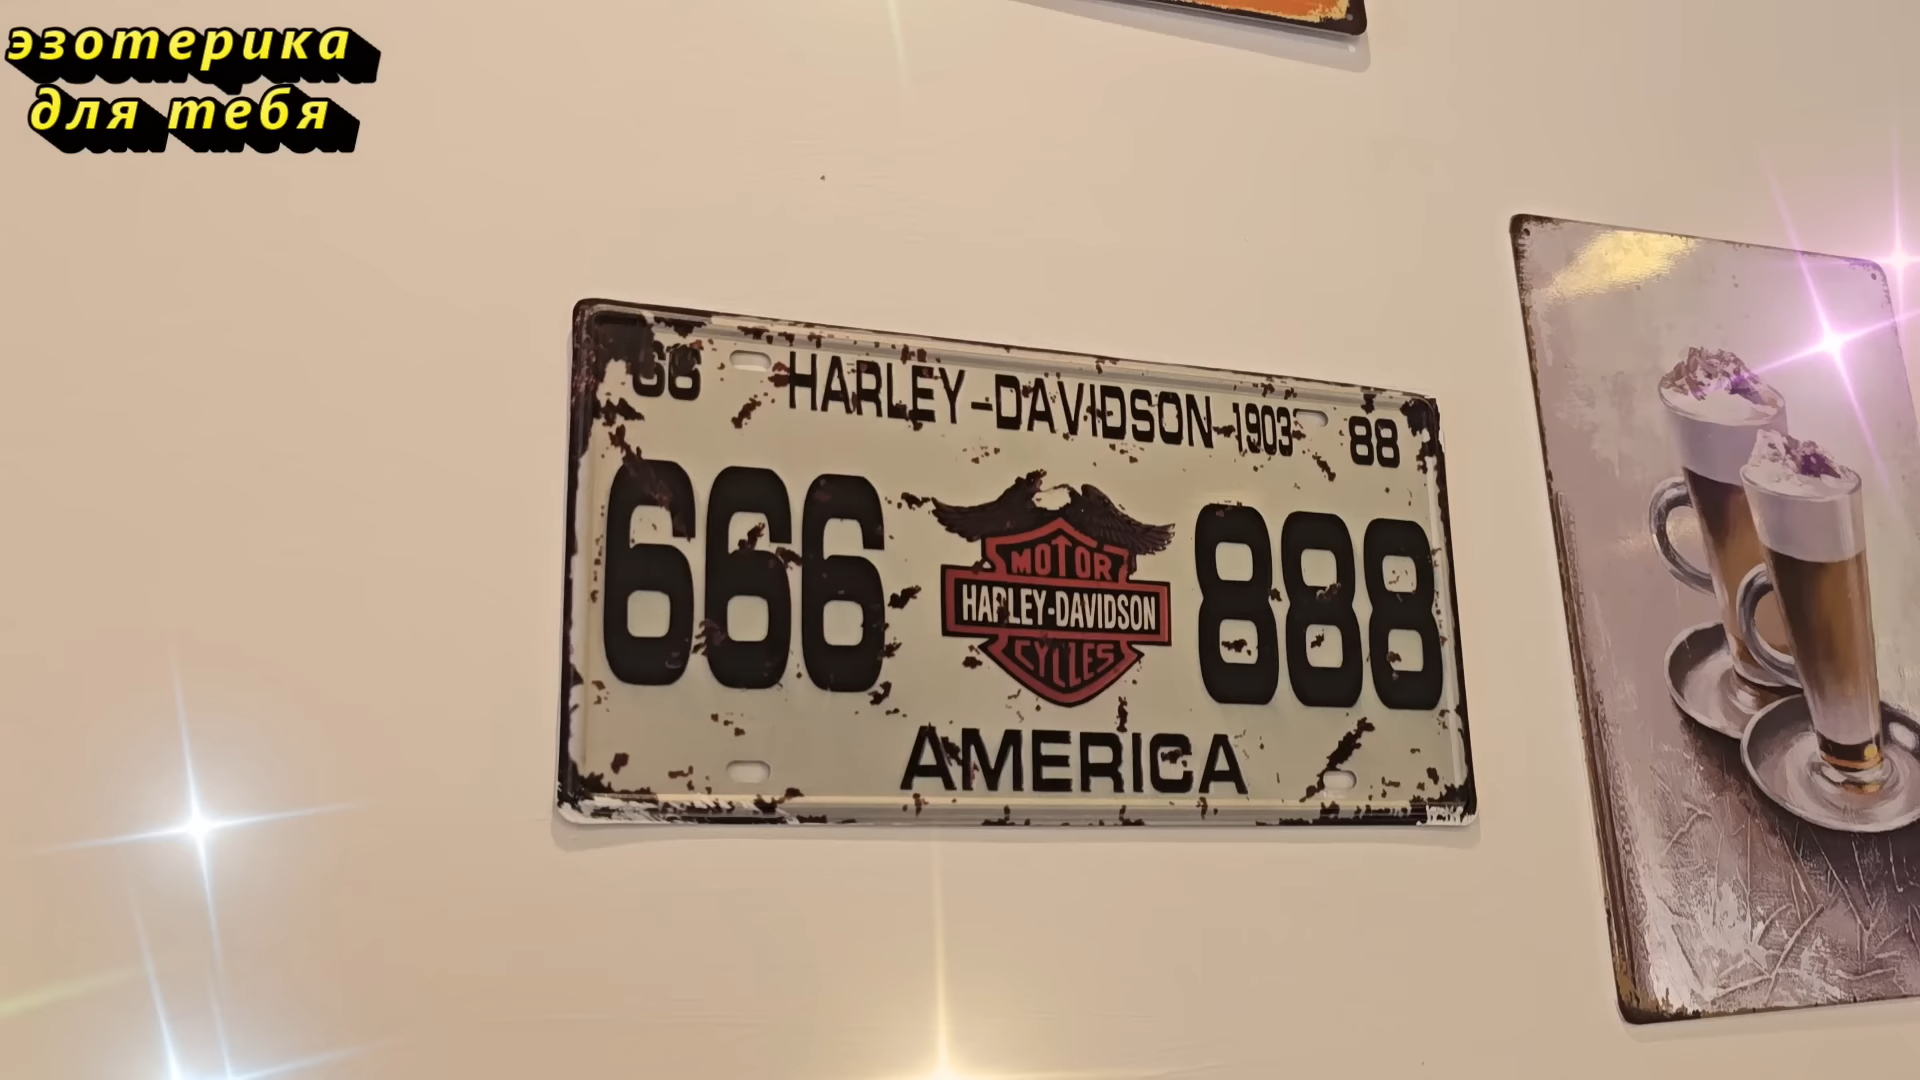 эзотерика
для тебя
66 HARLEY-DAVIDSON-1903 88
666 888
MOTOR
HARLEY-DAVIDSON
CYCLES
AMERICA